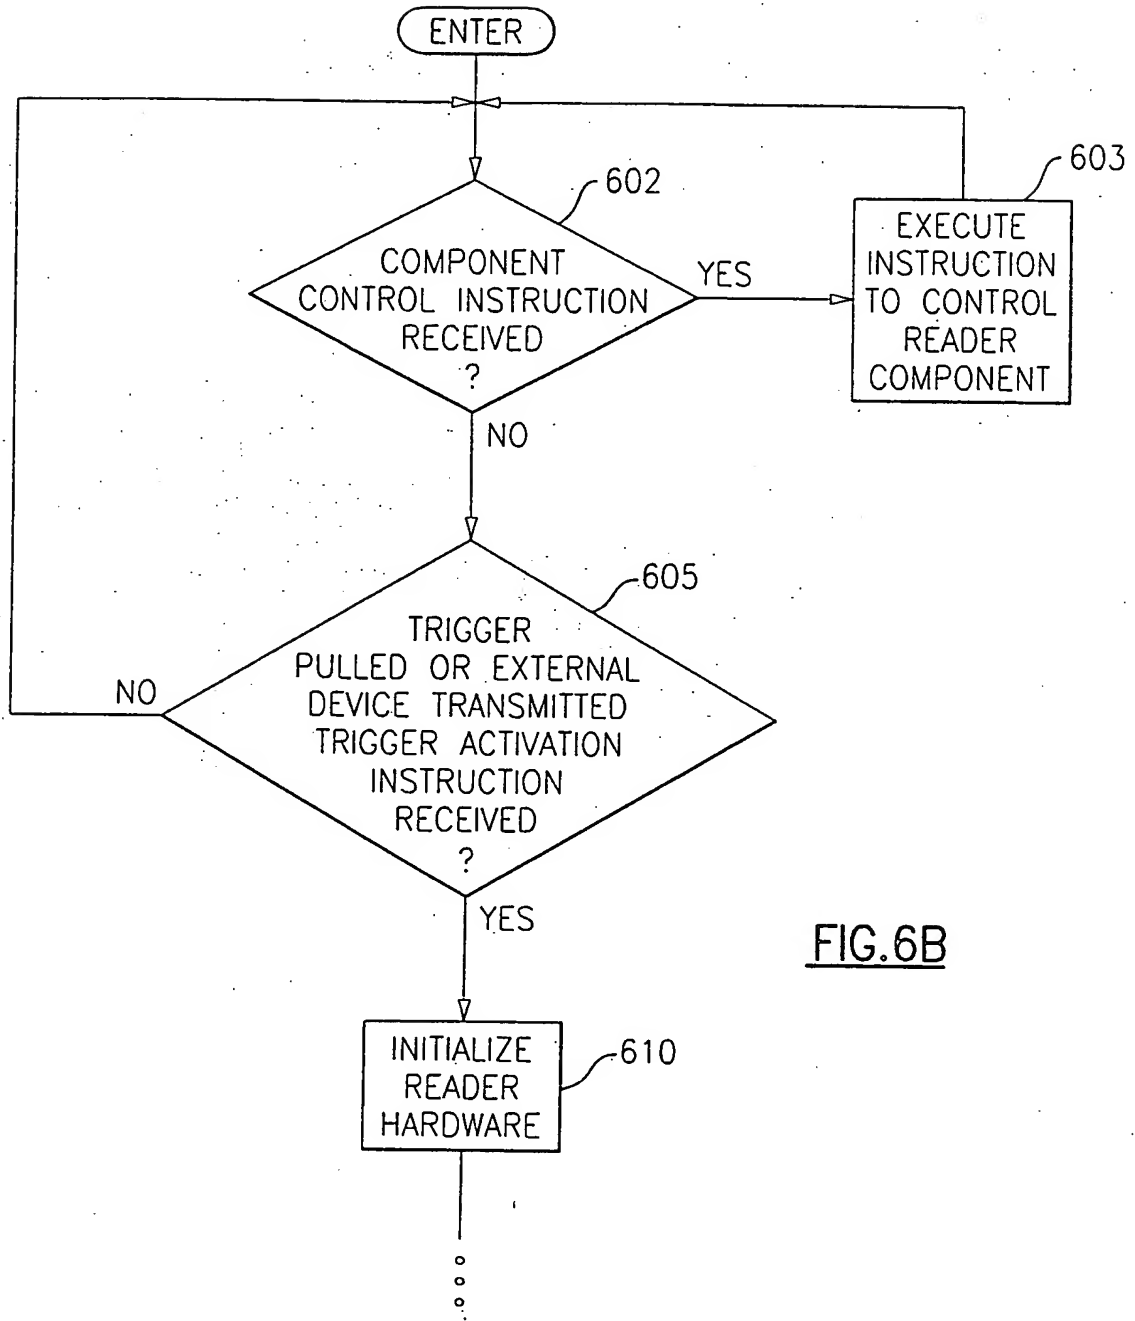 ENTER
602
COMPONENT
CONTROL INSTRUCTION
RECEIVED
?
YES
603
EXECUTE
INSTRUCTION
TO CONTROL
READER
COMPONENT
NO
605
TRIGGER
PULLED OR EXTERNAL
DEVICE TRANSMITTED
TRIGGER ACTIVATION
INSTRUCTION
RECEIVED
?
NO
YES
FIG.6B
INITIALIZE
READER
HARDWARE
610